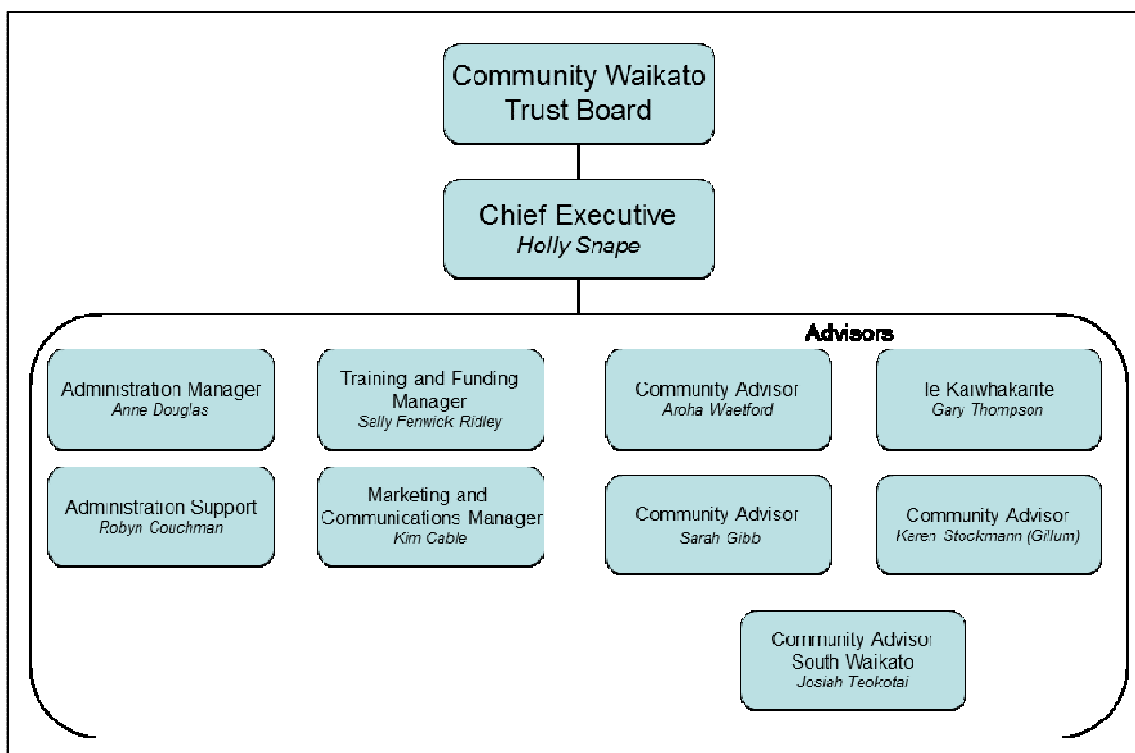 Community Waikato
Trust Board
Chief Executive
Holly Snape
Advisors
Administration Manager
Anne Douglas
Training and Funding
Manager
Sally Fenwick Ridley
Community Advisor
Aroha Waetford
Te Kaiwhakarite
Gary Thompson
Administration Support
Robyn Couchman
Marketing and
Communications Manager
Kim Cable
Community Advisor
Sarah Gibb
Community Advisor
Karen Stockmann (Gillum)
Community Advisor
South Waikato
Josiah Teokotai